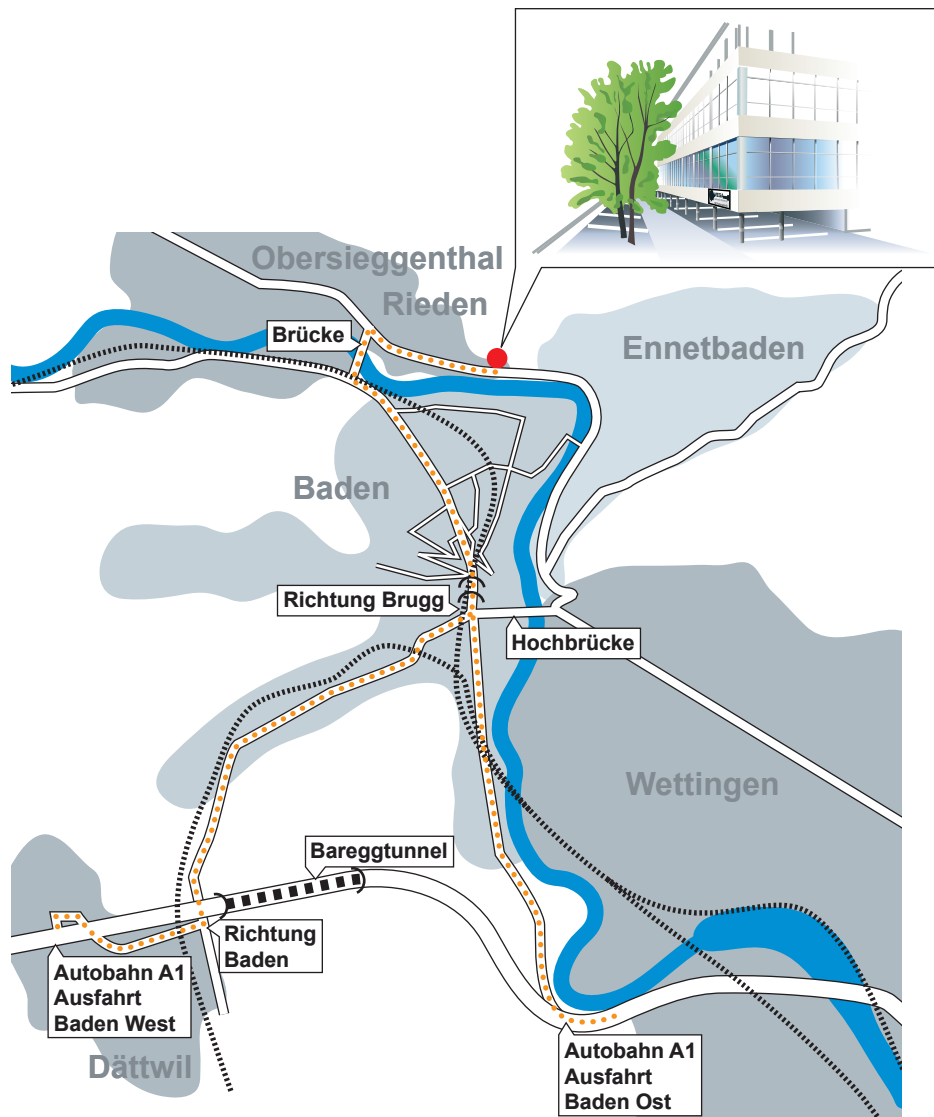 Obersieggenthal
Rieden
Brücke
Ennetbaden
Baden
Richtung Brugg
Hochbrücke
Wettingen
Bareggtunnel
Richtung
Baden
Autobahn A1
Ausfahrt
Baden West
Dättwil
Autobahn A1
Ausfahrt
Baden Ost